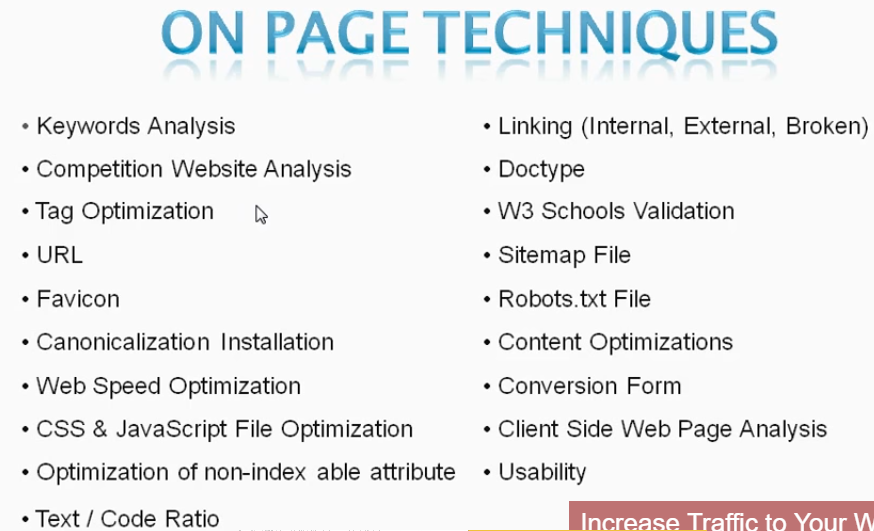 ON PAGE TECHNIQUES
• Keywords Analysis
• Competition Website Analysis
• Tag Optimization
• URL
• Favicon
• Canonicalization Installation
• Web Speed Optimization
• CSS & JavaScript File Optimization
• Optimization of non-index able attribute
• Text / Code Ratio
• Linking (Internal, External, Broken)
• Doctype
• W3 Schools Validation
• Sitemap File
• Robots.txt File
• Content Optimizations
• Conversion Form
• Client Side Web Page Analysis
• Usability
Increase Traffic to Your W